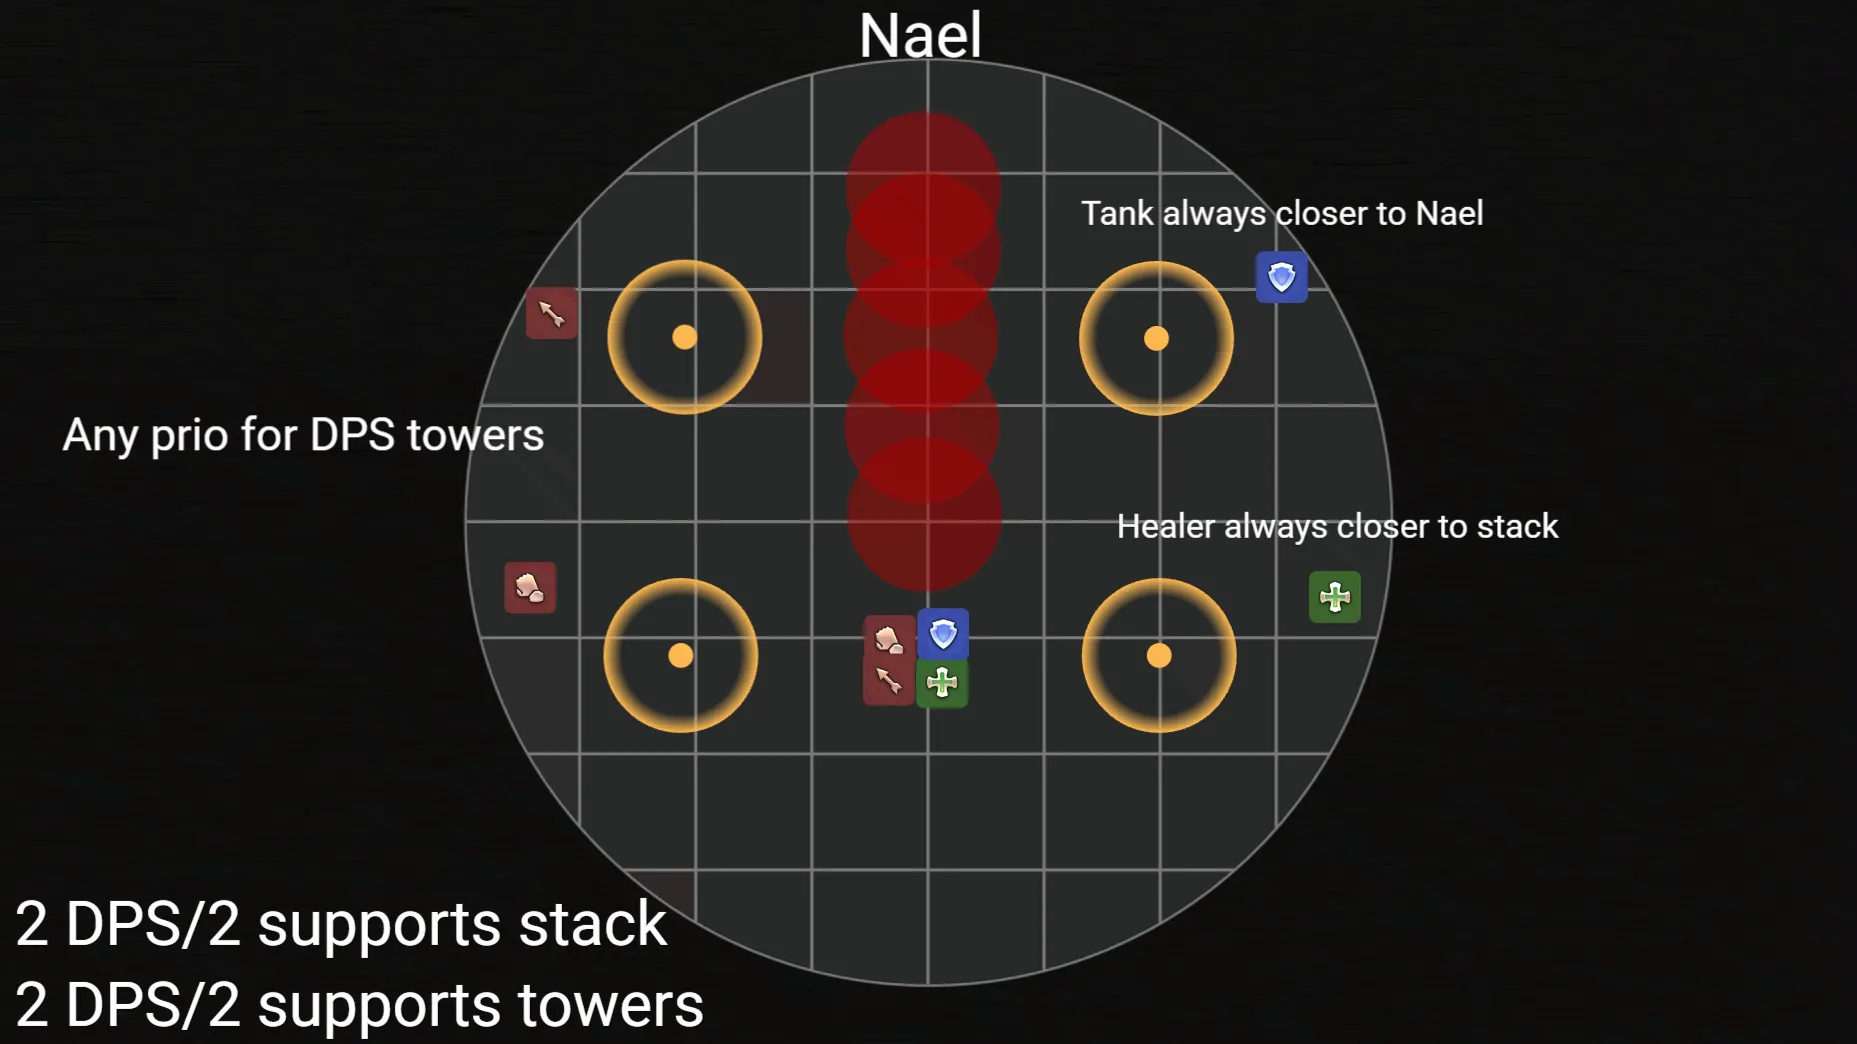 Nael
Tank always closer to Nael
Any prio for DPS towers
Healer always closer to stack
2 DPS/2 supports stack
2 DPS/2 supports towers